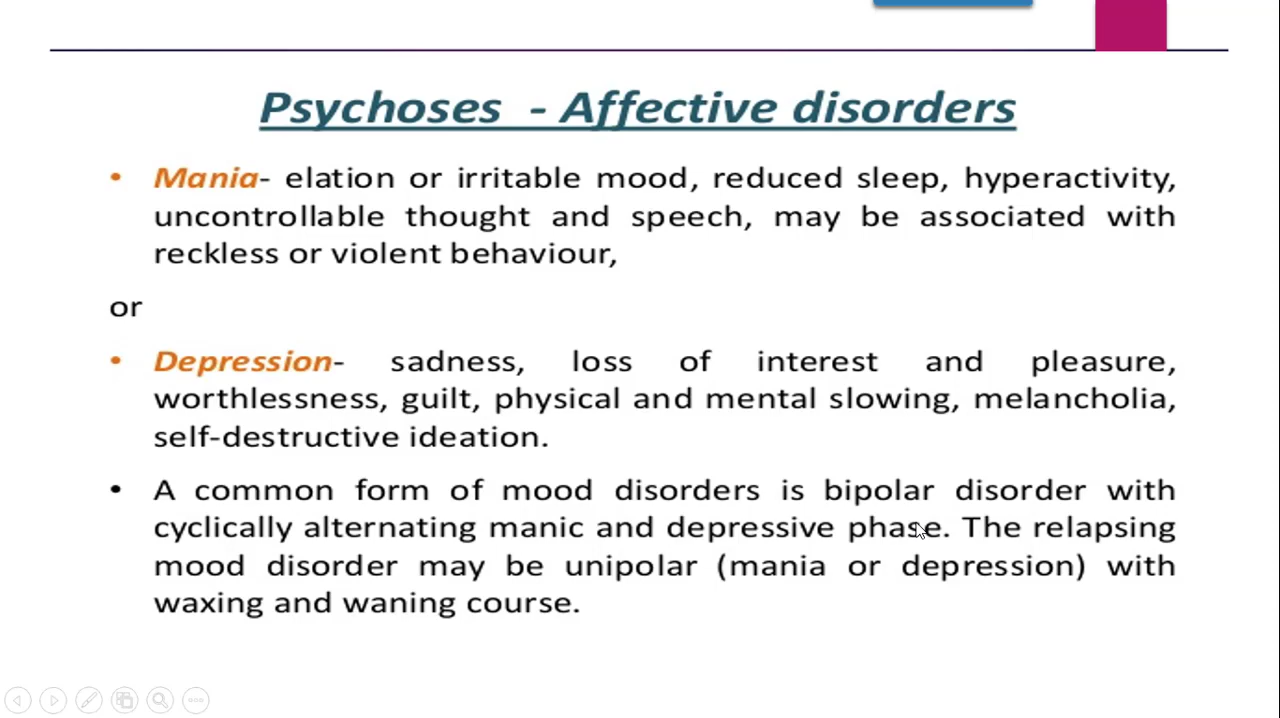 Psychoses - Affective disorders
• Mania- elation or irritable mood, reduced sleep, hyperactivity,
uncontrollable thought and speech, may be associated with
reckless or violent behaviour,
or
• Depression- sadness, loss of interest and pleasure,
worthlessness, guilt, physical and mental slowing, melancholia,
self-destructive ideation.
• A common form of mood disorders is bipolar disorder with
cyclically alternating manic and depressive phase. The relapsing
mood disorder may be unipolar (mania or depression) with
waxing and waning course.